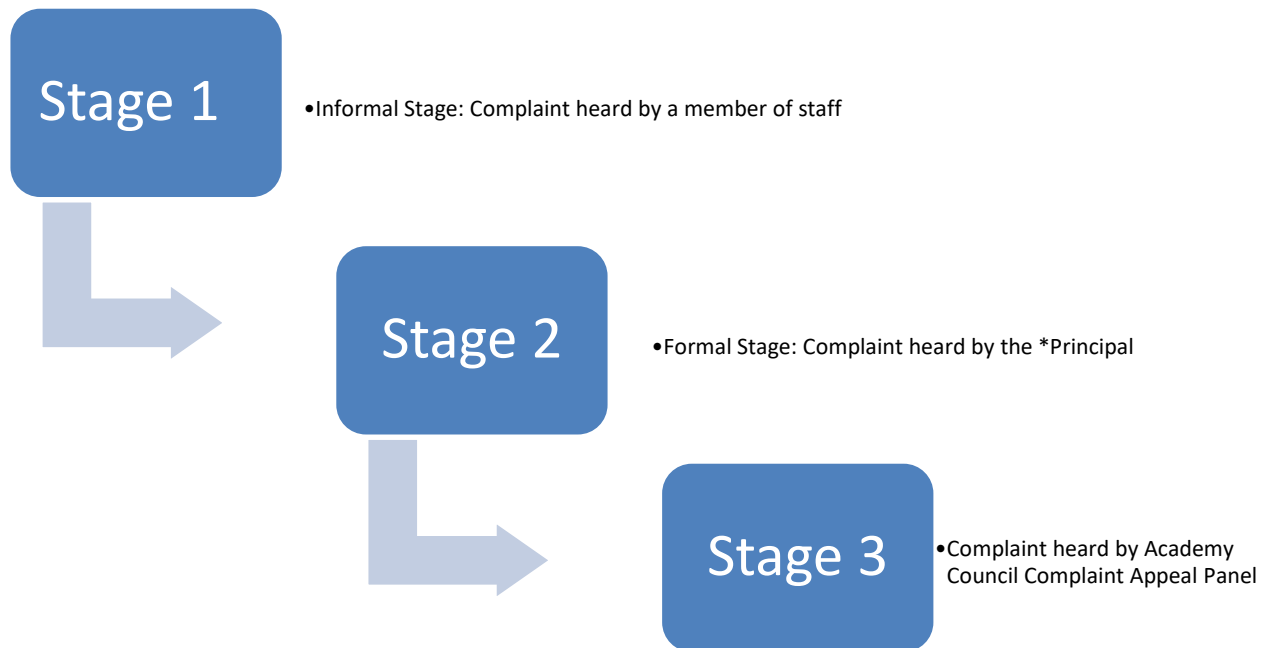 Stage 1
•Informal Stage: Complaint heard by a member of staff
Stage 2
•Formal Stage: Complaint heard by the *Principal
Stage 3
•Complaint heard by Academy
Council Complaint Appeal Panel